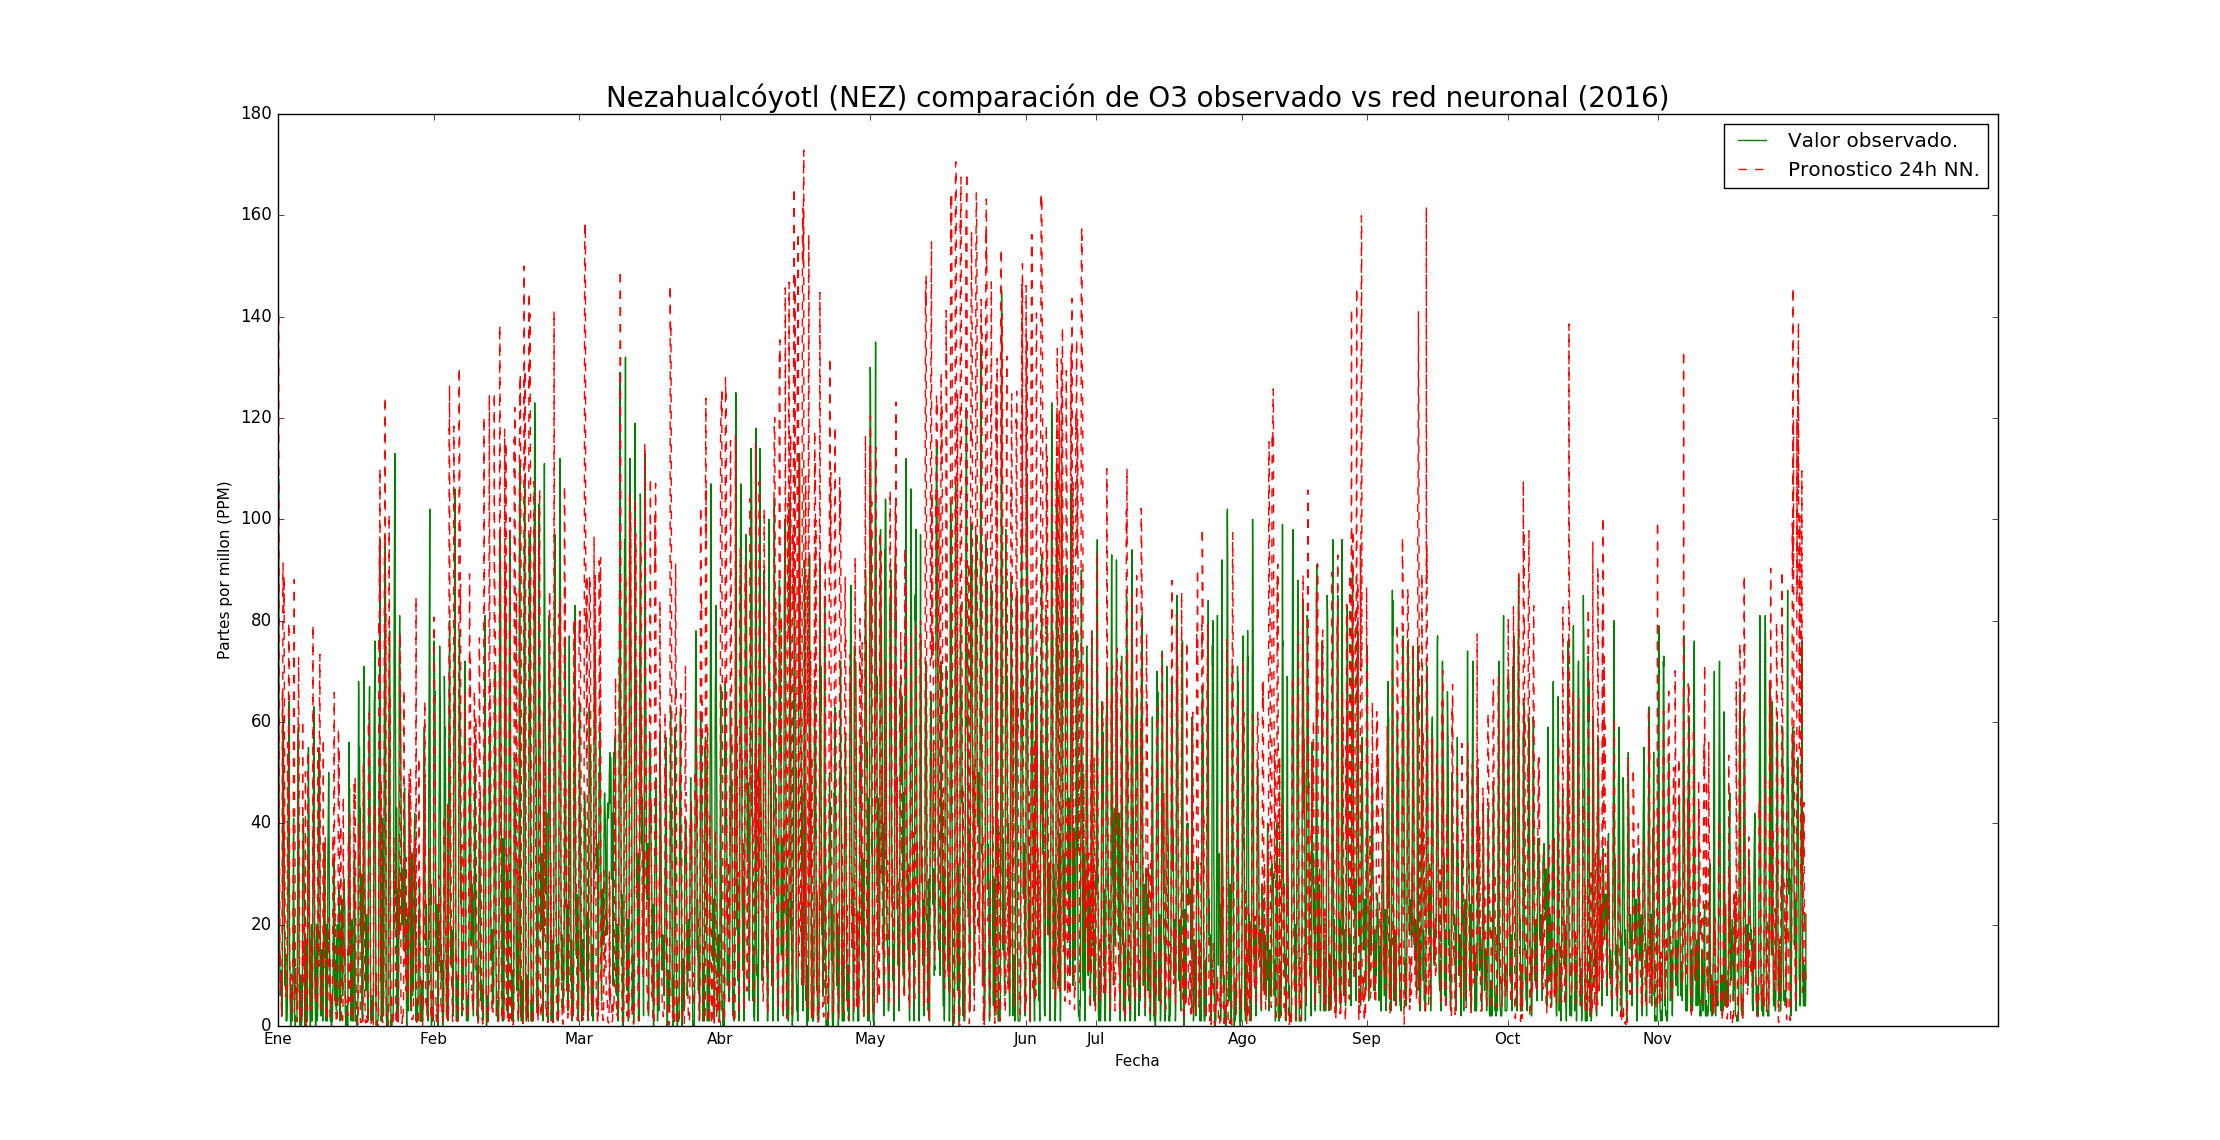 Nezahualcóyotl (NEZ) comparación de O3 observado vs red neuronal (2016)
Valor observado.
Pronostico 24h NN.
180
160
140
120
100
80
60
40
20
0
Partes por millon (PPM)
Ene Feb Mar Abr May Jun Jul Ago Sep Oct Nov
Fecha